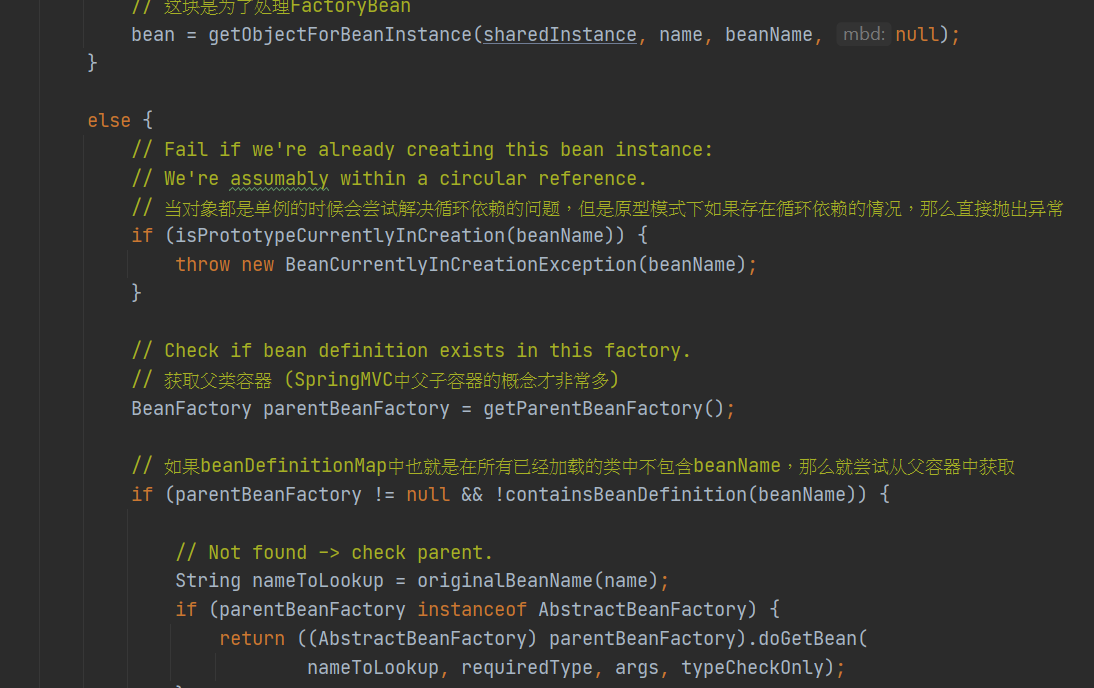 // 这块是为了处理FactoryBean
bean = getObjectForBeanInstance(sharedInstance, name, beanName, mbd: null);
}
else {
// Fail if we're already creating this bean instance:
// We're assumably within a circular reference.
// 当对象都是单例的时候会尝试解决循环依赖的问题，但是原型模式下如果存在循环依赖的情况，那么直接抛出异常
if (isPrototypeCurrentlyInCreation(beanName)) {
throw new BeanCurrentlyInCreationException(beanName);
}
// Check if bean definition exists in this factory.
// 获取父类容器 (SpringMVC中父子容器的概念才非常多)
BeanFactory parentBeanFactory = getParentBeanFactory();
// 如果beanDefinitionMap中也就是在所有已经加载的类中不包含beanName，那么就尝试从父容器中获取
if (parentBeanFactory != null && !containsBeanDefinition(beanName)) {
// Not found -> check parent.
String nameToLookup = originalBeanName(name);
if (parentBeanFactory instanceof AbstractBeanFactory) {
return ((AbstractBeanFactory) parentBeanFactory).doGetBean(
nameToLookup, requiredType, args, typeCheckOnly);